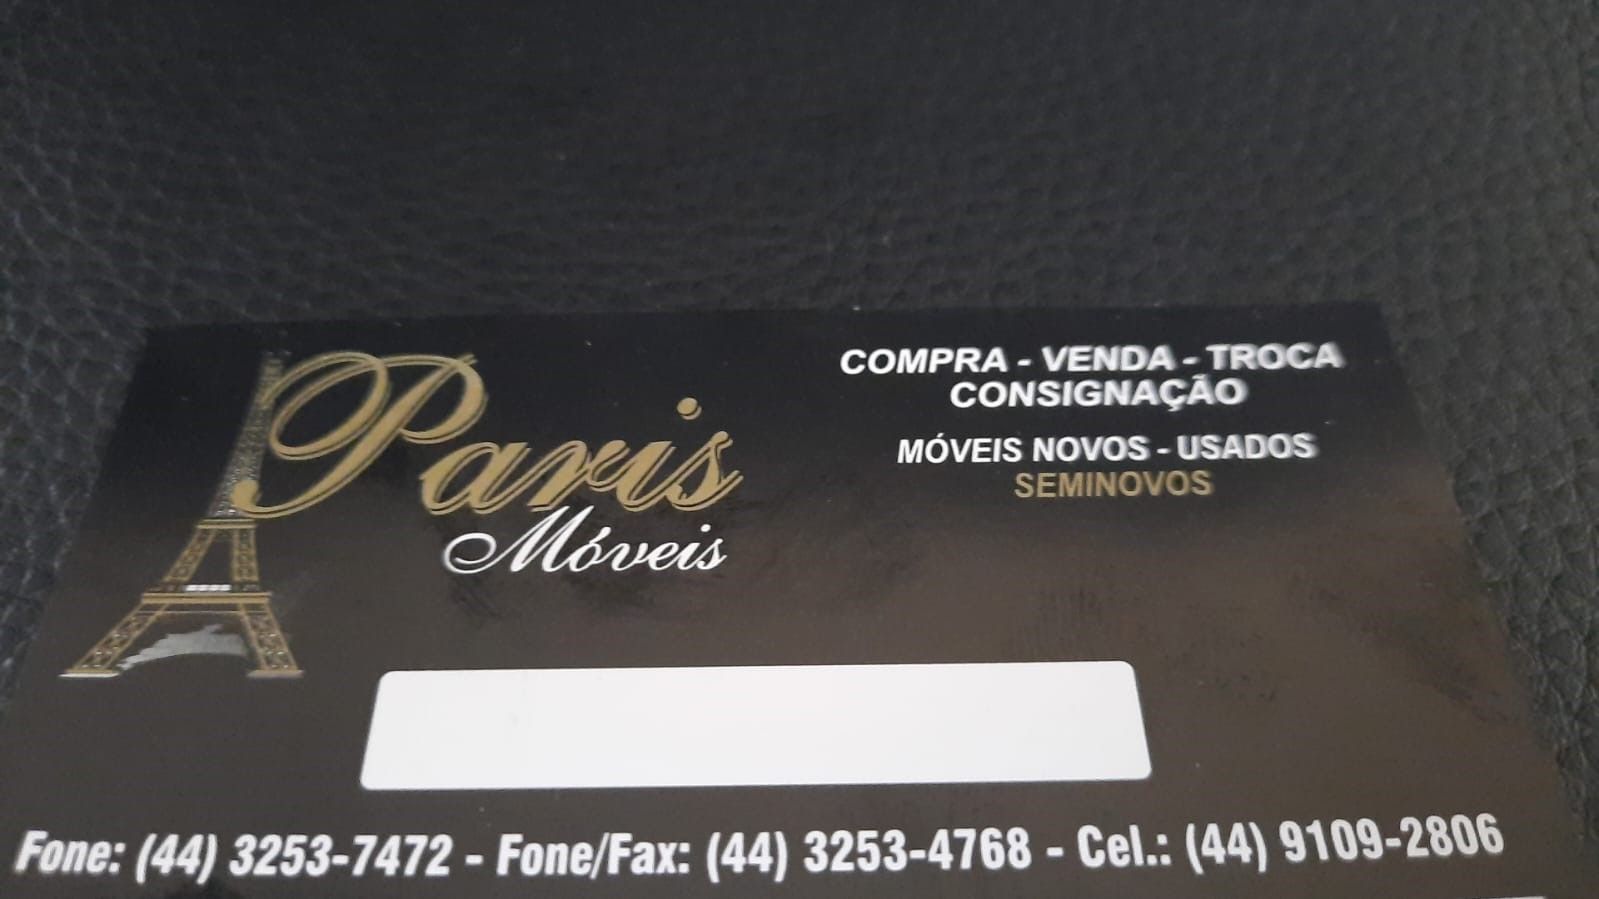 Paris
Móveis
COMPRA - VENDA - TROCA
CONSIGNAÇÃO
MÓVEIS NOVOS - USADOS
SEMINOVOS
Fone: (44) 3253-7472 - Fone/Fax: (44) 3253-4768 - Cel.: (44) 9109-2806